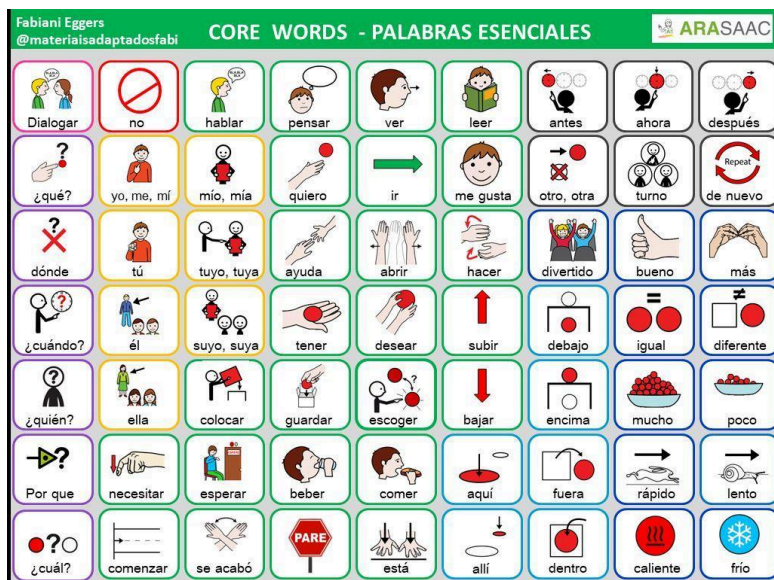 Fabiani Eggers
@materiaisadaptadosfabi
CORE WORDS - PALABRAS ESENCIALES
ARASAAC
Dialogar no hablar pensar ver leer antes ahora después
¿qué? yo, me, mí mío, mía quiero ir me gusta otro, otra turno Repeat de nuevo
dónde tú tuyo, tuya ayuda abrir hacer divertido bueno más
¿cuándo? él suyo, suya tener desear subir debajo igual diferente
¿quién? ella colocar guardar escoger bajar encima mucho poco
Por que necesitar esperar beber comer aquí fuera rápido lento
¿cuál? comenzar se acabó PARE está allí dentro caliente frío